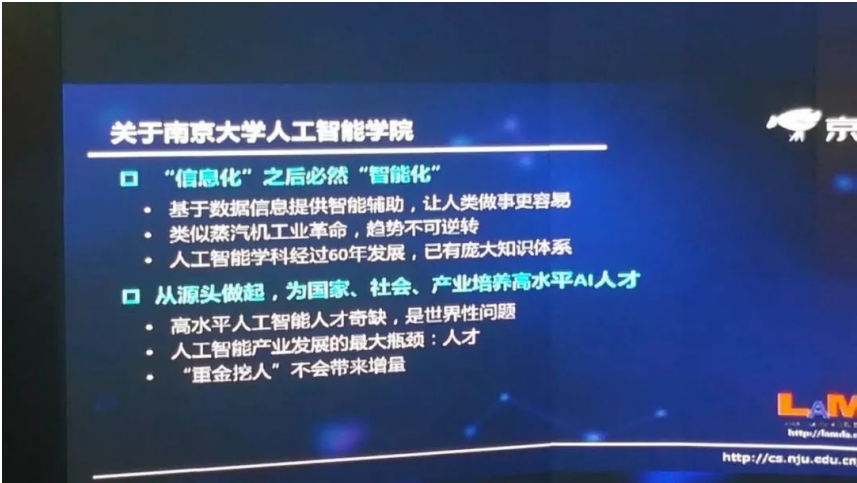 关于南京大学人工智能学院
京
“信息化”之后必然“智能化”
• 基于数据信息提供智能辅助，让人类做事更容易
• 类似蒸汽机工业革命，趋势不可逆转
• 人工智能学科经过60年发展，已有庞大知识体系
从源头做起，为国家、社会、产业培养高水平AI人才
• 高水平人工智能人才奇缺，是世界性问题
• 人工智能产业发展的最大瓶颈：人才
• “重金挖人”不会带来增量
LAM
http://lamda.n
http://cs.nju.edu.cn